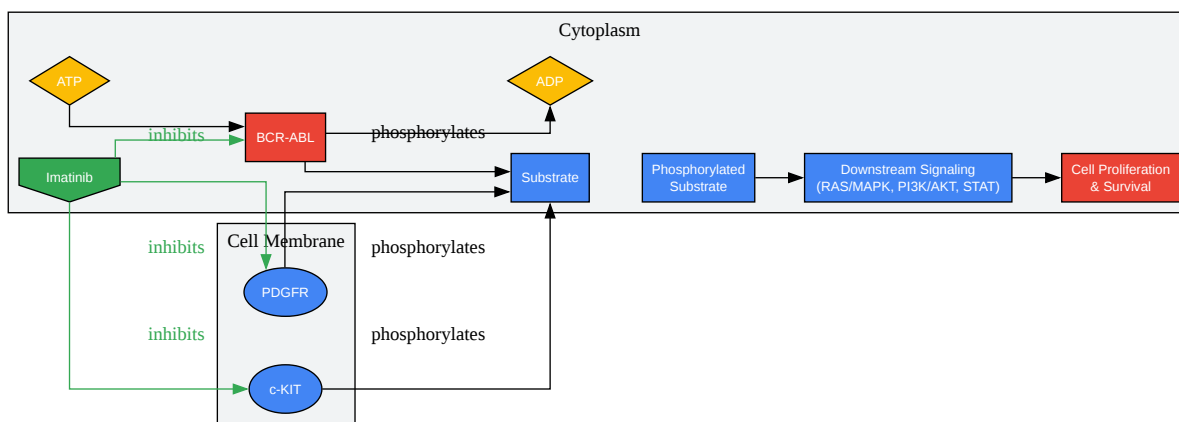 Cytoplasm
ATP
ADP
inhibits
BCR-ABL
phosphorylates
Imatinib
Substrate
Phosphorylated
Substrate
Downstream Signaling
(RAS/MAPK, PI3K/AKT, STAT)
Cell Proliferation
& Survival
inhibits
Cell Membrane
phosphorylates
PDGFR
inhibits
phosphorylates
c-KIT